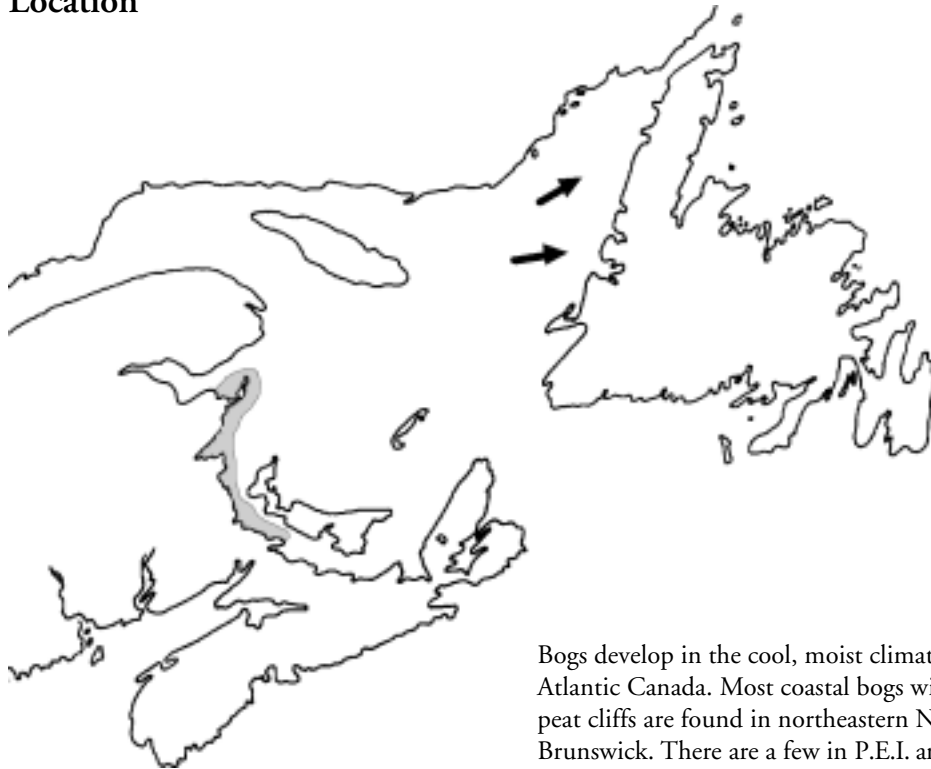 Location
Bogs develop in the cool, moist climat
Atlantic Canada. Most coastal bogs wi
peat cliffs are found in northeastern N
Brunswick. There are a few in P.E.I. an